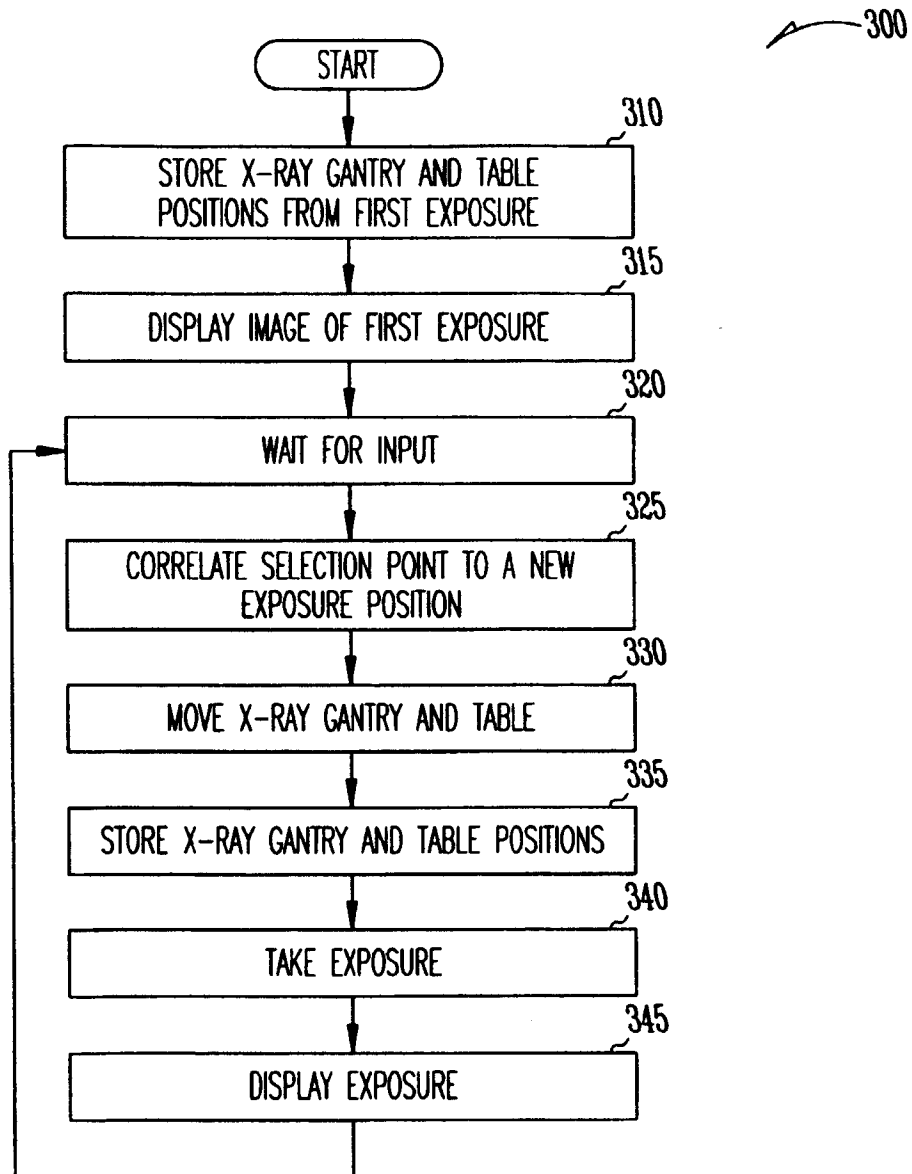 300
START
310
STORE X-RAY GANTRY AND TABLE
POSITIONS FROM FIRST EXPOSURE
315
DISPLAY IMAGE OF FIRST EXPOSURE
320
WAIT FOR INPUT
325
CORRELATE SELECTION POINT TO A NEW
EXPOSURE POSITION
330
MOVE X-RAY GANTRY AND TABLE
335
STORE X-RAY GANTRY AND TABLE POSITIONS
340
TAKE EXPOSURE
345
DISPLAY EXPOSURE